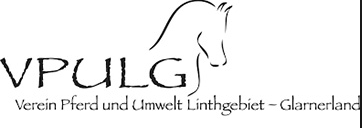 VPULG
Verein Pferd und Umwelt Linthgebiet – Glarnerland